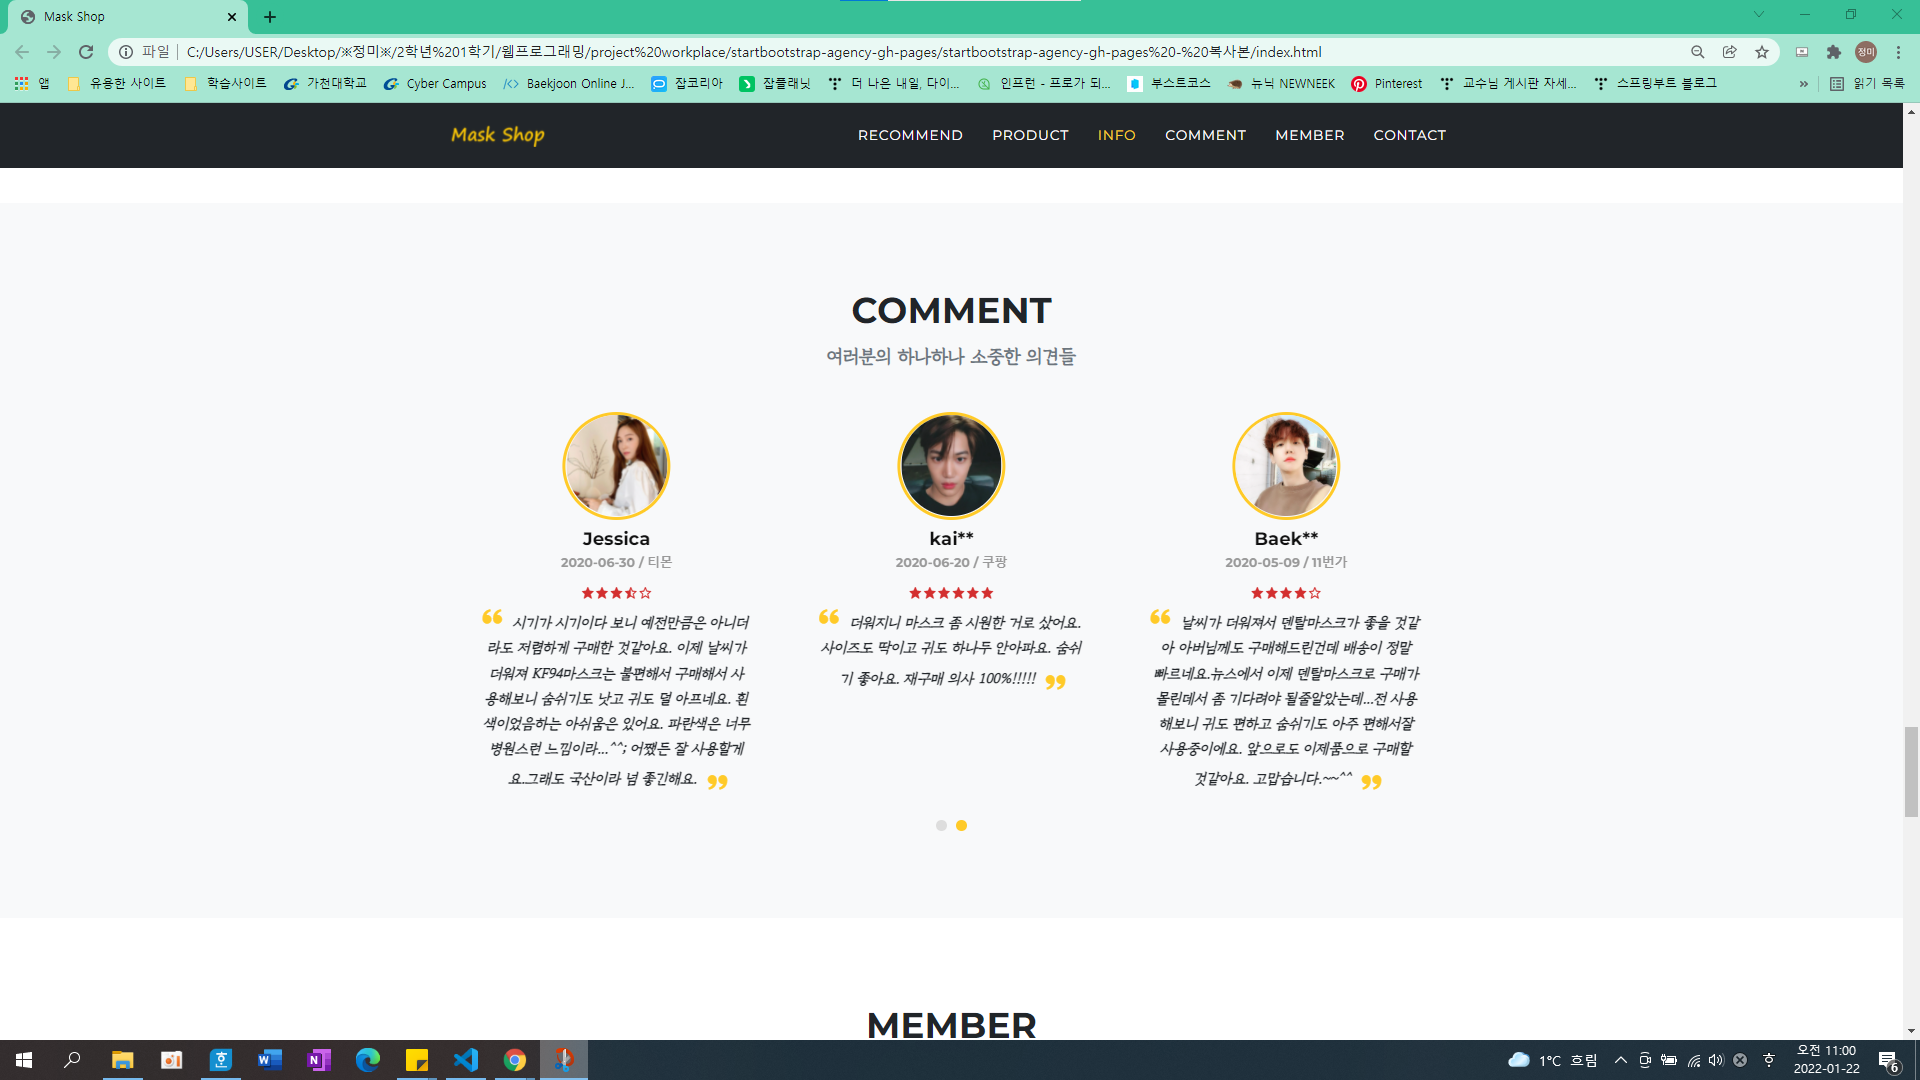 Mask Shop
파일 C:/Users/USER/Desktop/※정미※/2학년%201학기/웹프로그래밍/project%20workplace/startbootstrap-agency-gh-pages/startbootstrap-agency-gh-pages%20-%20복사본/index.html
정미
앱 유용한 사이트 학습사이트 가천대학교 Cyber Campus Baekjoon Online J... 잡코리아 잡플래닛 더 나은 내일, 다이... 인프런 - 프로가 되... 부스트코스 뉴닉 NEWNEEK Pinterest 교수님 게시판 자세... 스프링부트 블로그 » 읽기 목록
Mask Shop RECOMMEND PRODUCT INFO COMMENT MEMBER CONTACT
COMMENT
여러분의 하나하나 소중한 의견들
Jessica
2020-06-30 / 티몬
시기가 시기이다 보니 예전만큼은 아니더
라도 저렴하게 구매한 것같아요. 이제 날씨가
더워져 KF94마스크는 불편해서 구매해서 사
용해보니 숨쉬기도 낫고 귀도 덜 아프네요. 흰
색이었음하는 아쉬움은 있어요. 파란색은 너무
병원스런 느낌이라...^^; 어쨌든 잘 사용할게
요.그래도 국산이라 넘 좋긴해요.
kai**
2020-06-20 / 쿠팡
더워지니 마스크 좀 시원한 거로 샀어요.
사이즈도 딱이고 귀도 하나두 안아파요. 숨쉬
기 좋아요. 재구매 의사 100%!!!!!
Baek**
2020-05-09 / 11번가
날씨가 더워져서 덴탈마스크가 좋을 것같
아 아버님께도 구매해드린건데 배송이 정말
빠르네요.뉴스에서 이제 덴탈마스크로 구매가
몰린데서 좀 기다려야 될줄알았는데...전 사용
해보니 귀도 편하고 숨쉬기도 아주 편해서잘
사용중이에요. 앞으로도 이제품으로 구매할
것같아요. 고맙습니다.~~^^
MEMBER
1°C 흐림
오전 11:00
2022-01-22
6